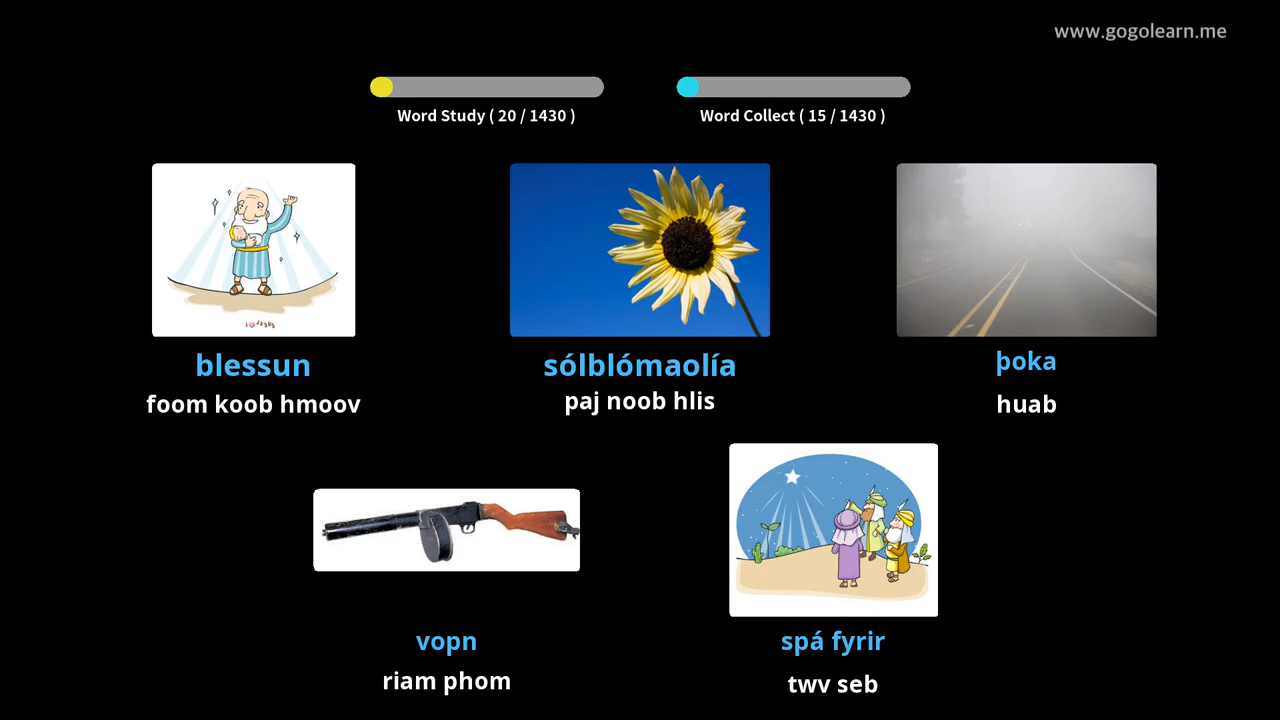 www.gogolearn.me
Word Study ( 20 / 1430 )
Word Collect ( 15 / 1430 )
I JESUS
blessun
sólblómaolía
þoka
foom koob hmoov
paj noob hlis
huab
vopn
spá fyrir
riam phom
twv seb